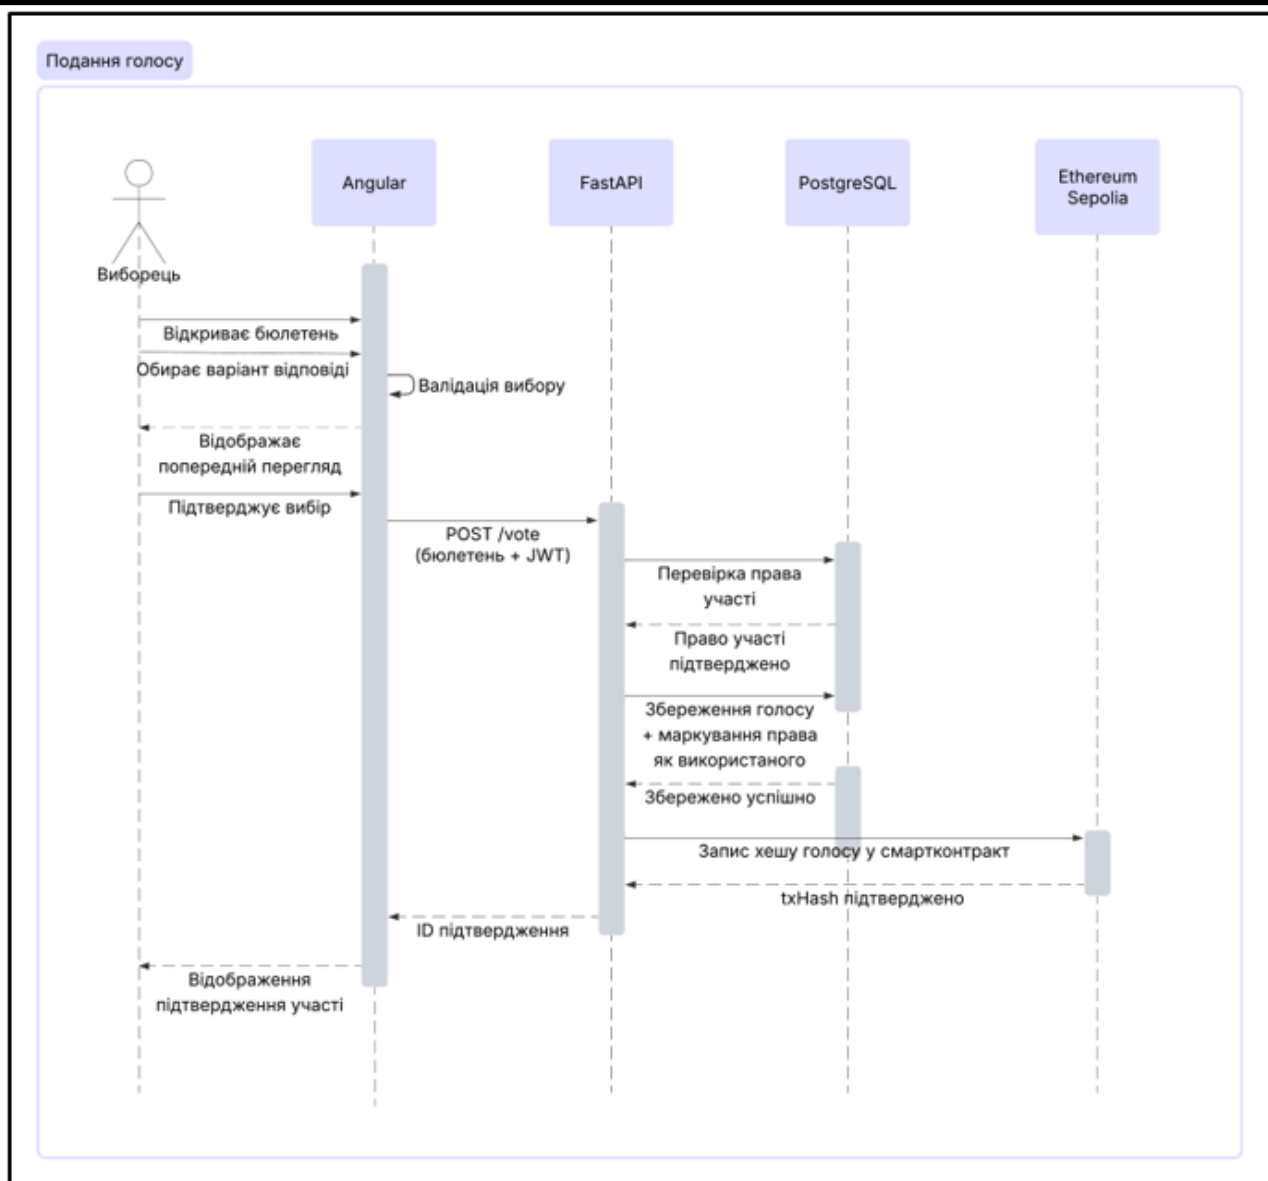 Подання голосу
Angular
FastAPI
PostgreSQL
Ethereum
Sepolia
Виборець
Відкриває бюлетень
Обирає варіант відповіді
Валідація вибору
Відображає
попередній перегляд
Підтверджує вибір
POST /vote
(бюлетень + JWT)
Перевірка права
участі
Право участі
підтверджено
Збереження голосу
+ маркування права
як використаного
Збережено успішно
Запис хешу голосу у смартконтракт
txHash підтверджено
ID підтвердження
Відображення
підтвердження участі